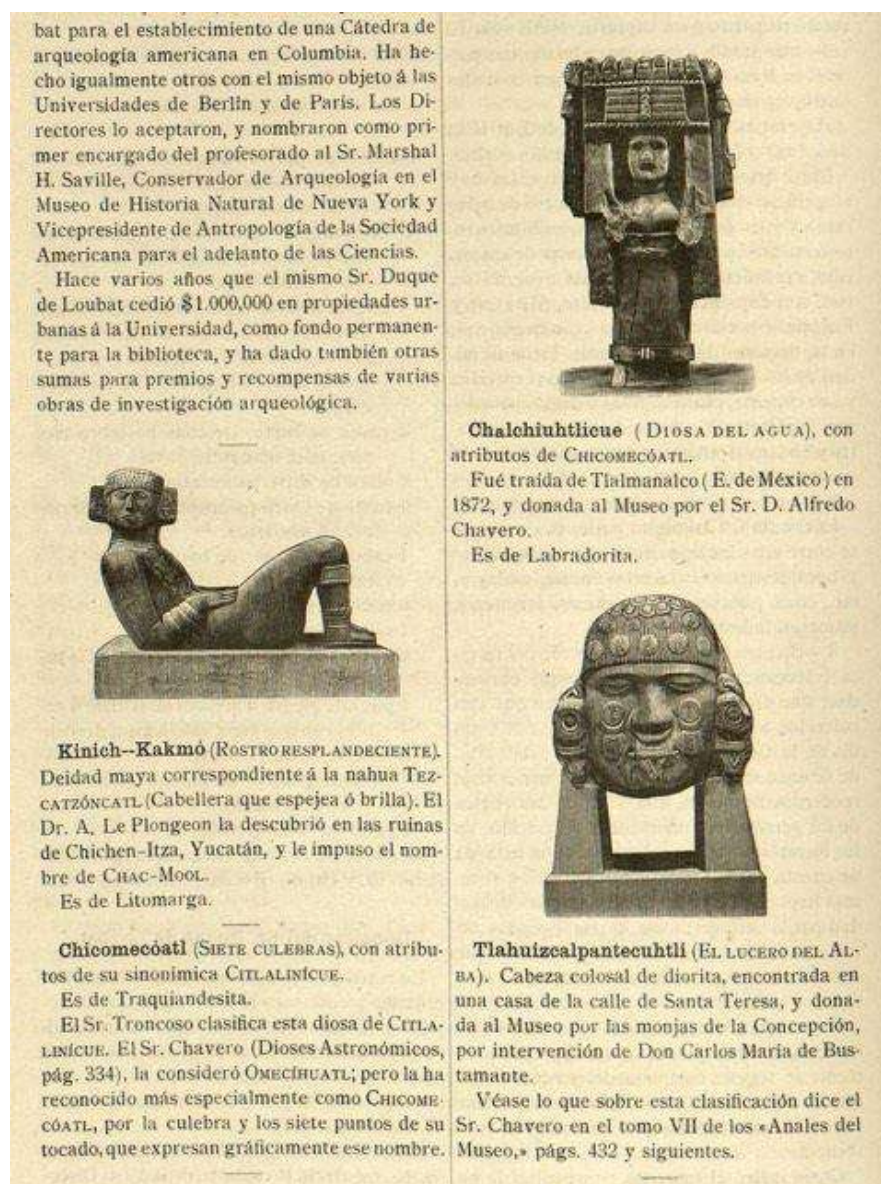 bat para el establecimiento de una Cátedra de
arqueología americana en Columbia. Ha he-
cho igualmente otros con el mismo objeto á las
Universidades de Berlin y de Paris. Los Di-
rectores lo aceptaron, y nombraron como pri-
mer encargado del profesorado al Sr. Marshal
H. Saville, Conservador de Arqueología en el
Museo de Historia Natural de Nueva York y
Vicepresidente de Antropología de la Sociedad
Americana para el adelanto de las Ciencias.
Hace varios años que el mismo Sr. Duque
de Loubat cedió $1.000,000 en propiedades ur-
banas á la Universidad, como fondo permanen-
te para la biblioteca, y ha dado también otras
sumas para premios y recompensas de varias
obras de investigación arqueológica.
Kinich--Kakmó (ROSTRO RESPLANDECIENTE).
Deidad maya correspondiente á la nahua TEZ-
CATZÓNCATL (Cabellera que espejea ó brilla). El
Dr. A. Le Plongeon la descubrió en las ruinas
de Chichen-Itza, Yucatán, y le impuso el nom-
bre de CHAC-MOOL.
Es de Litomarga.
Chicomecóatl (SIETE CULEBRAS), con atribu-
tos de su sinonímica CITLALINÍCUE.
Es de Traquiandesita.
El Sr. Troncoso clasifica esta diosa de CITLA-
LINÍCUE. El Sr. Chavero (Dioses Astronómicos,
pág. 334), la consideró OMECÍHUATL; pero la ha
reconocido más especialmente como CHICOME-
CÓATL, por la culebra y los siete puntos de su
tocado, que expresan gráficamente ese nombre.
Chalchiuhtlicue (DIOSA DEL AGUA), con
atributos de CHICOMECÓATL.
Fué traída de Tlalmanalco (E. de México) en
1872, y donada al Museo por el Sr. D. Alfredo
Chavero.
Es de Labradorita.
Tlahuizcalpantecuhtli (EL LUCERO DEL AL-
BA). Cabeza colosal de diorita, encontrada en
una casa de la calle de Santa Teresa, y dona-
da al Museo por las monjas de la Concepción,
por intervención de Don Carlos María de Bus-
tamante.
Véase lo que sobre esta clasificación dice el
Sr. Chavero en el tomo VII de los «Anales del
Museo,» págs. 432 y siguientes.